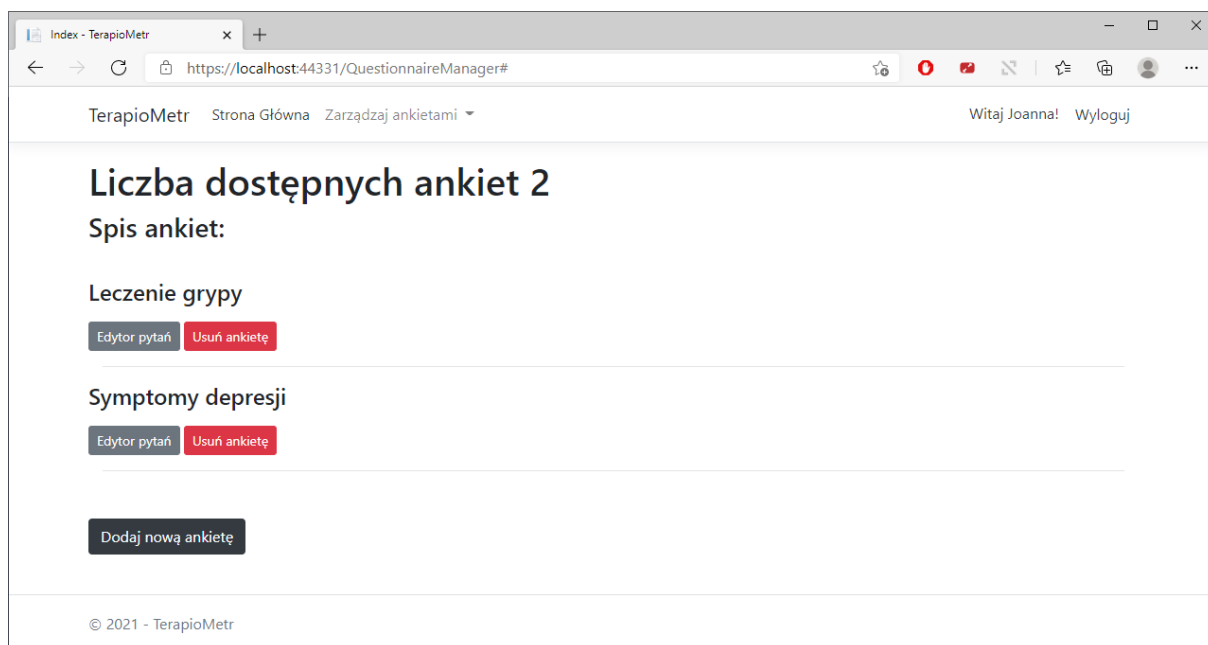 Index - TerapioMetr
https://localhost:44331/QuestionnaireManager#
TerapioMetr Strona Główna Zarządzaj ankietami Witaj Joanna! Wyloguj
Liczba dostępnych ankiet 2
Spis ankiet:
Leczenie grypy
Edytor pytań Usuń ankietę
Symptomy depresji
Edytor pytań Usuń ankietę
Dodaj nową ankietę
© 2021 - TerapioMetr